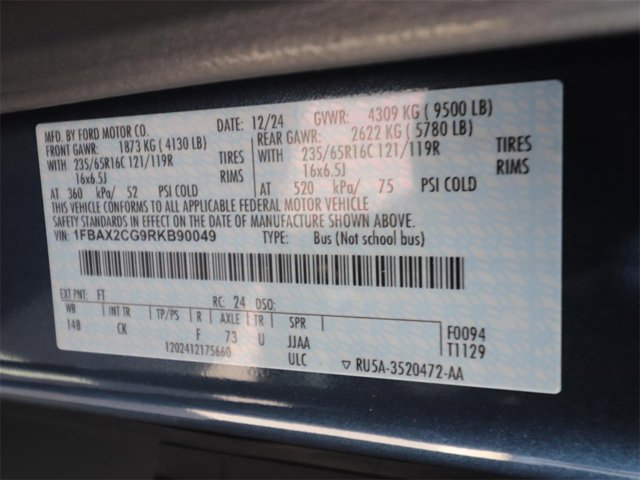 MFD. BY FORD MOTOR CO. DATE: 12/24 GVWR: 4309 KG (9500 LB)
FRONT GAWR: 1873 KG (4130 LB) REAR GAWR: 2622 KG (5780 LB)
WITH 235/65R16C 121/119R TIRES WITH 235/65R16C 121/119R TIRES
16x6.5J RIMS 16x6.5J RIMS
AT 360 kPa/ 52 PSI COLD AT 520 kPa/ 75 PSI COLD
THIS VEHICLE CONFORMS TO ALL APPLICABLE FEDERAL MOTOR VEHICLE
SAFETY STANDARDS IN EFFECT ON THE DATE OF MANUFACTURE SHOWN ABOVE.
VIN: 1FBAX2CG9RKB90049 TYPE: Bus (Not school bus)
EXT PNT: FT RC: 24 DSO:
WB INT TR TP/PS R AXLE TR SPR F0094
148 CK F 73 U JJAA T1129
1202412175660 ULC ▽ RU5A-3520472-AA